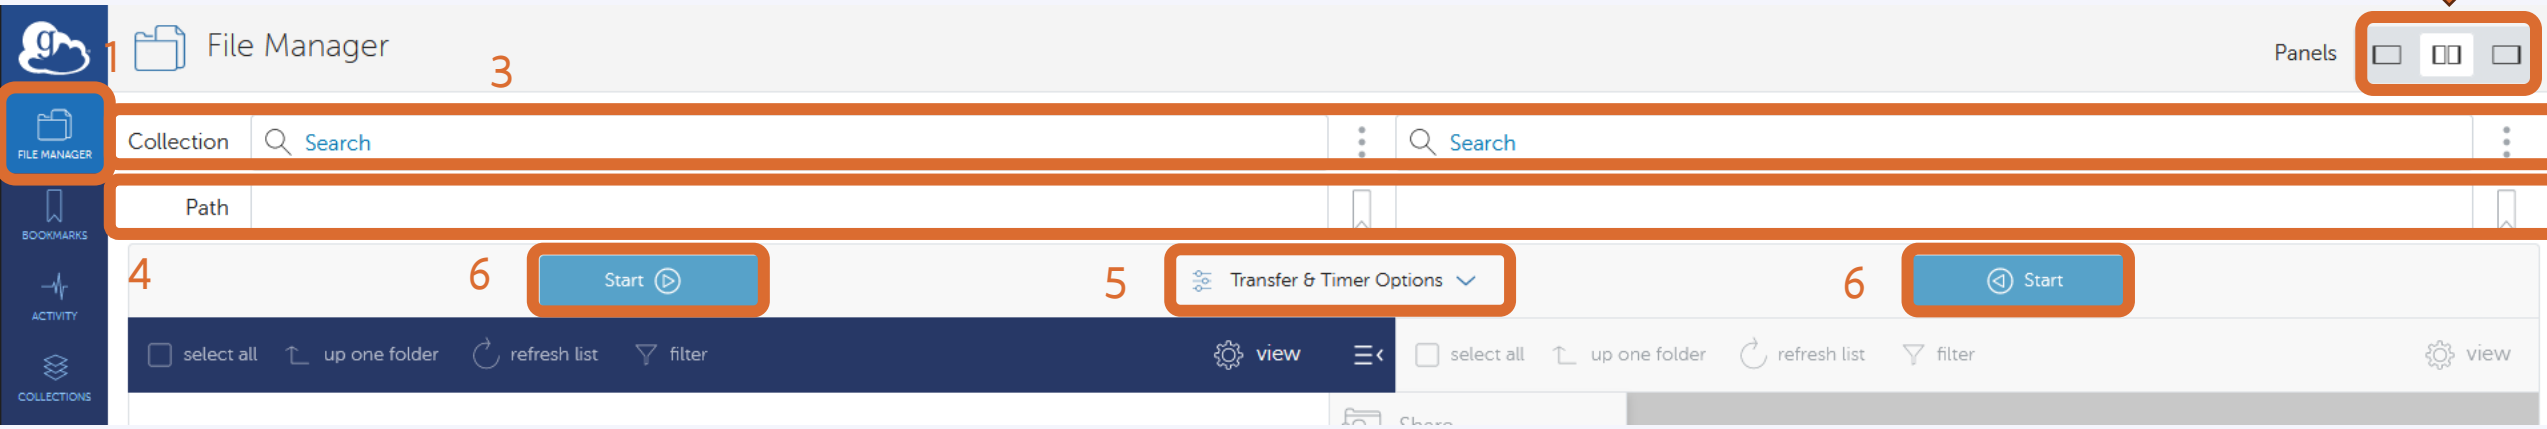 g
1
File Manager
3
Panels
FILE MANAGER
Collection
Search
Search
Path
BOOKMARKS
4
6
Start
5
Transfer & Timer Options
6
Start
ACTIVITY
select all
up one folder
refresh list
filter
view
select all
up one folder
refresh list
filter
view
COLLECTIONS
Share